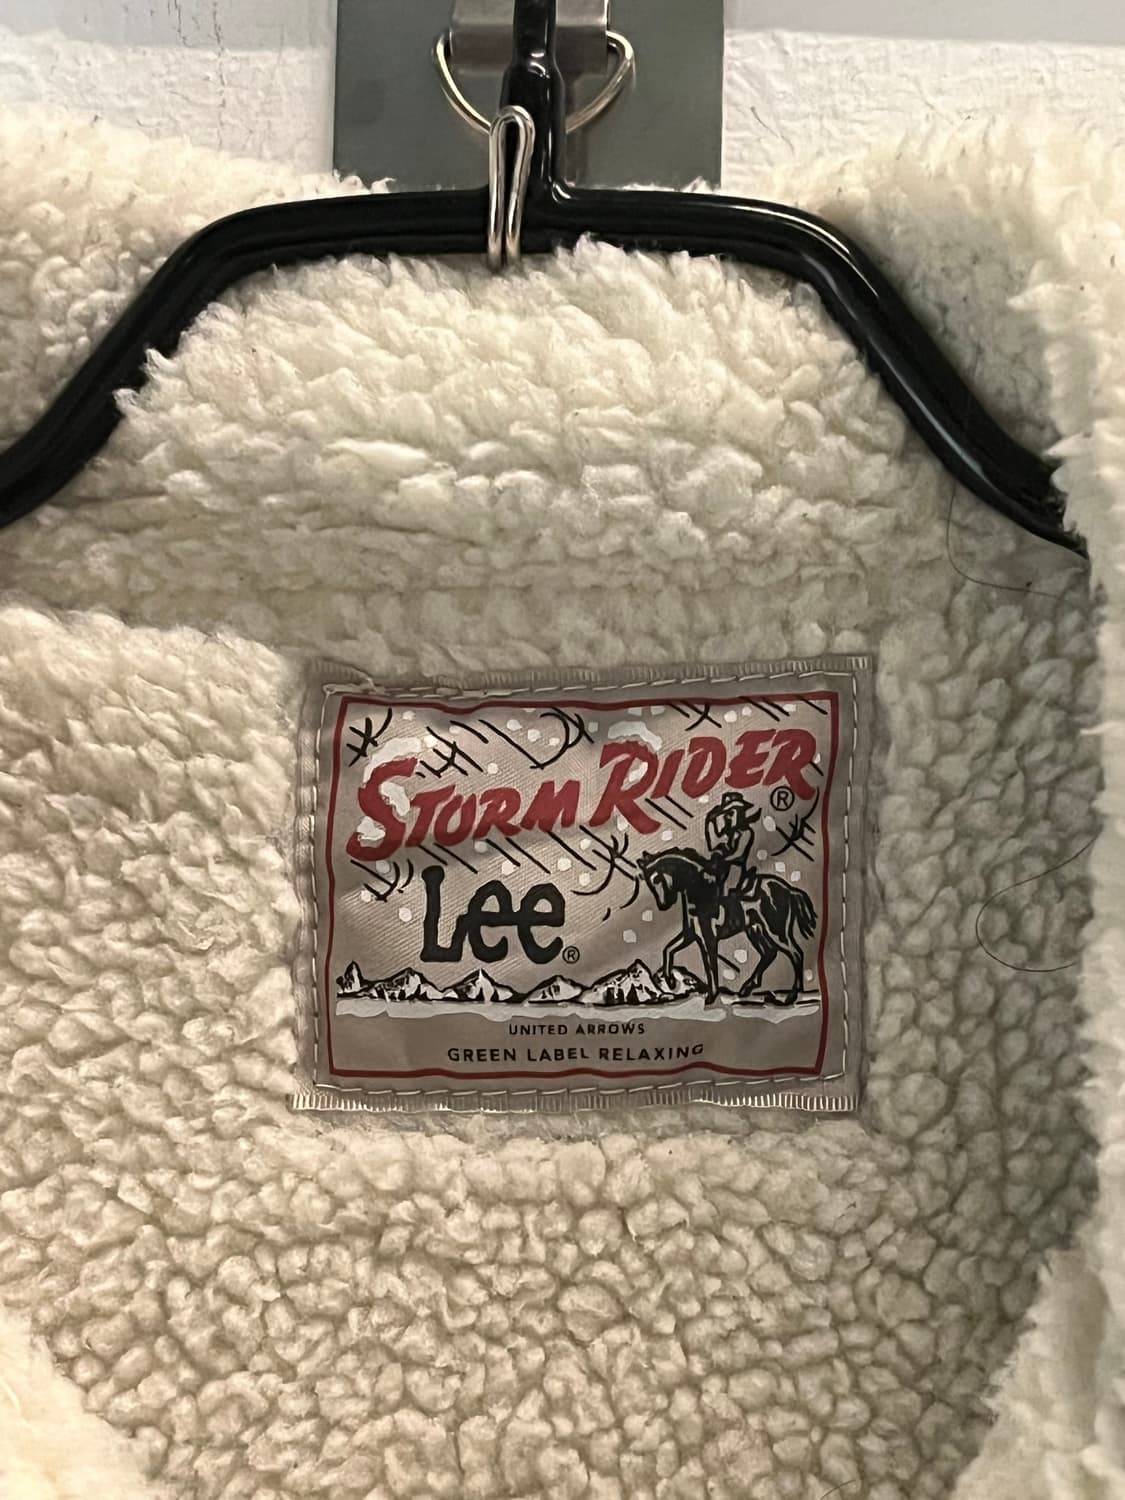 STORM RIDER®
Lee®
UNITED ARROWS
GREEN LABEL RELAXING